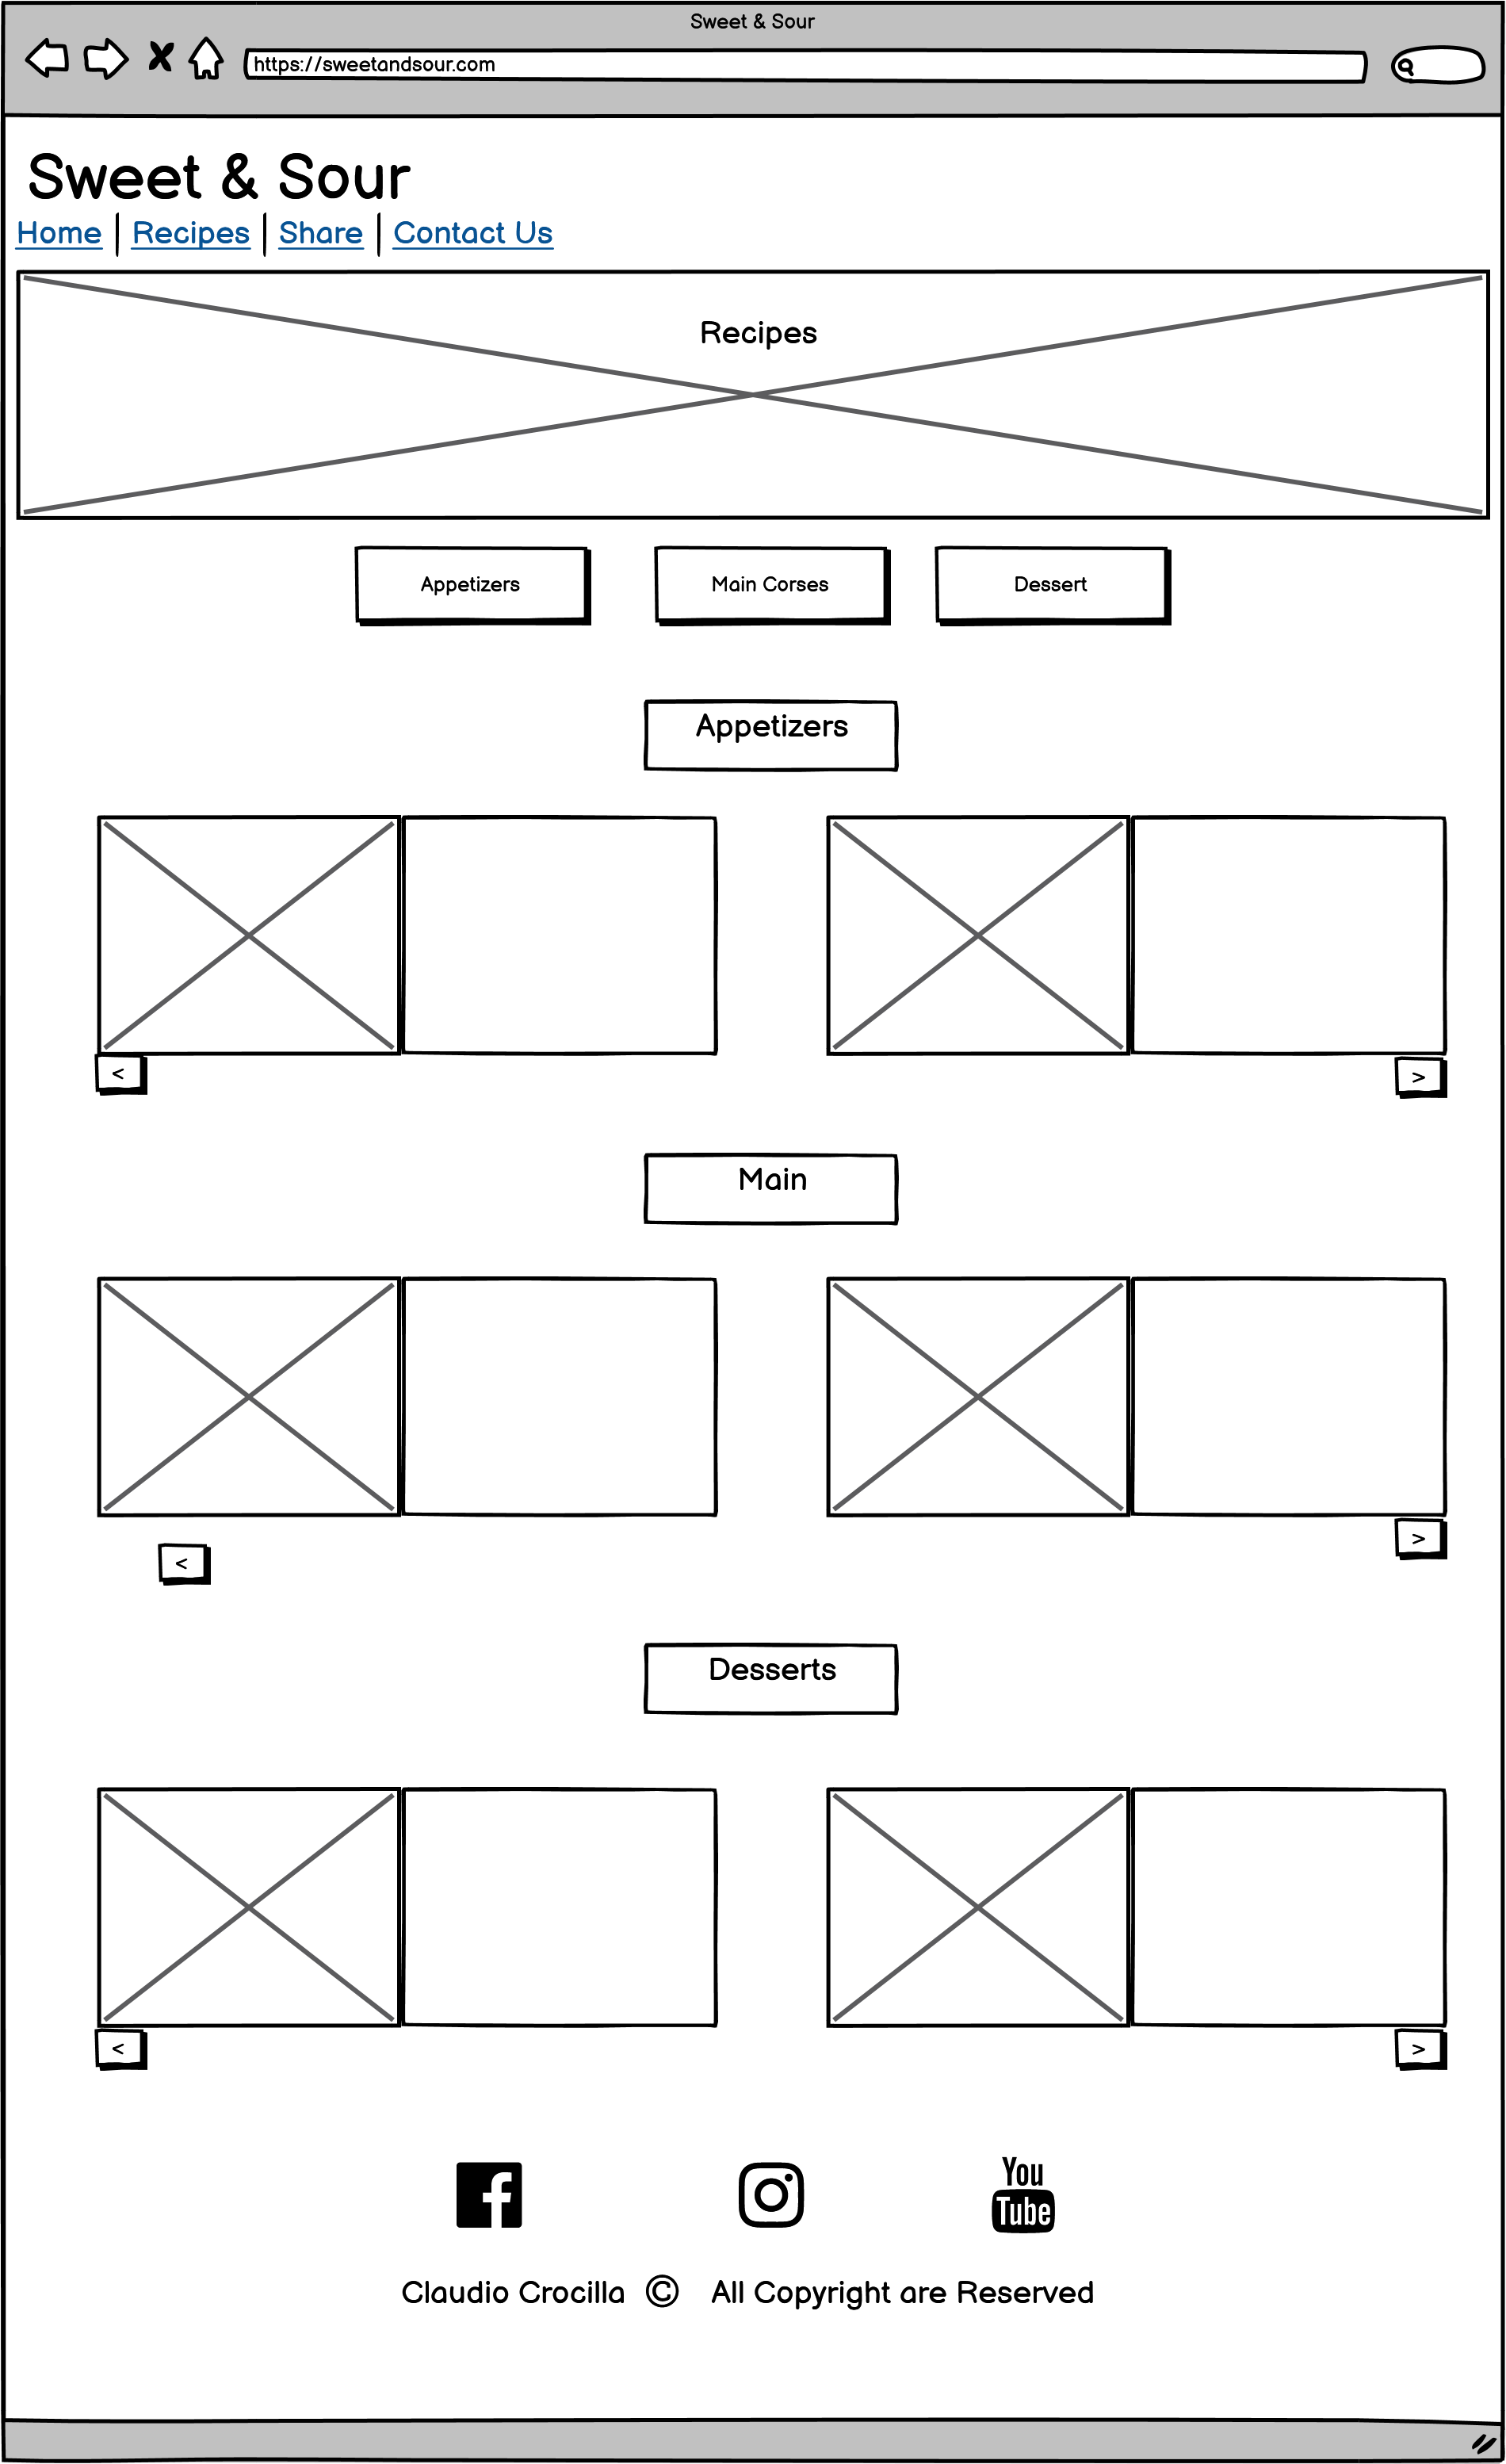 Sweet & Sour
https://sweetandsour.com
Sweet & Sour
Home | Recipes | Share | Contact Us
Recipes
Appetizers
Main Corses
Dessert
Appetizers
<
>
Main
<
>
Desserts
<
>
You
Tube
Claudio Crocilla © All Copyright are Reserved